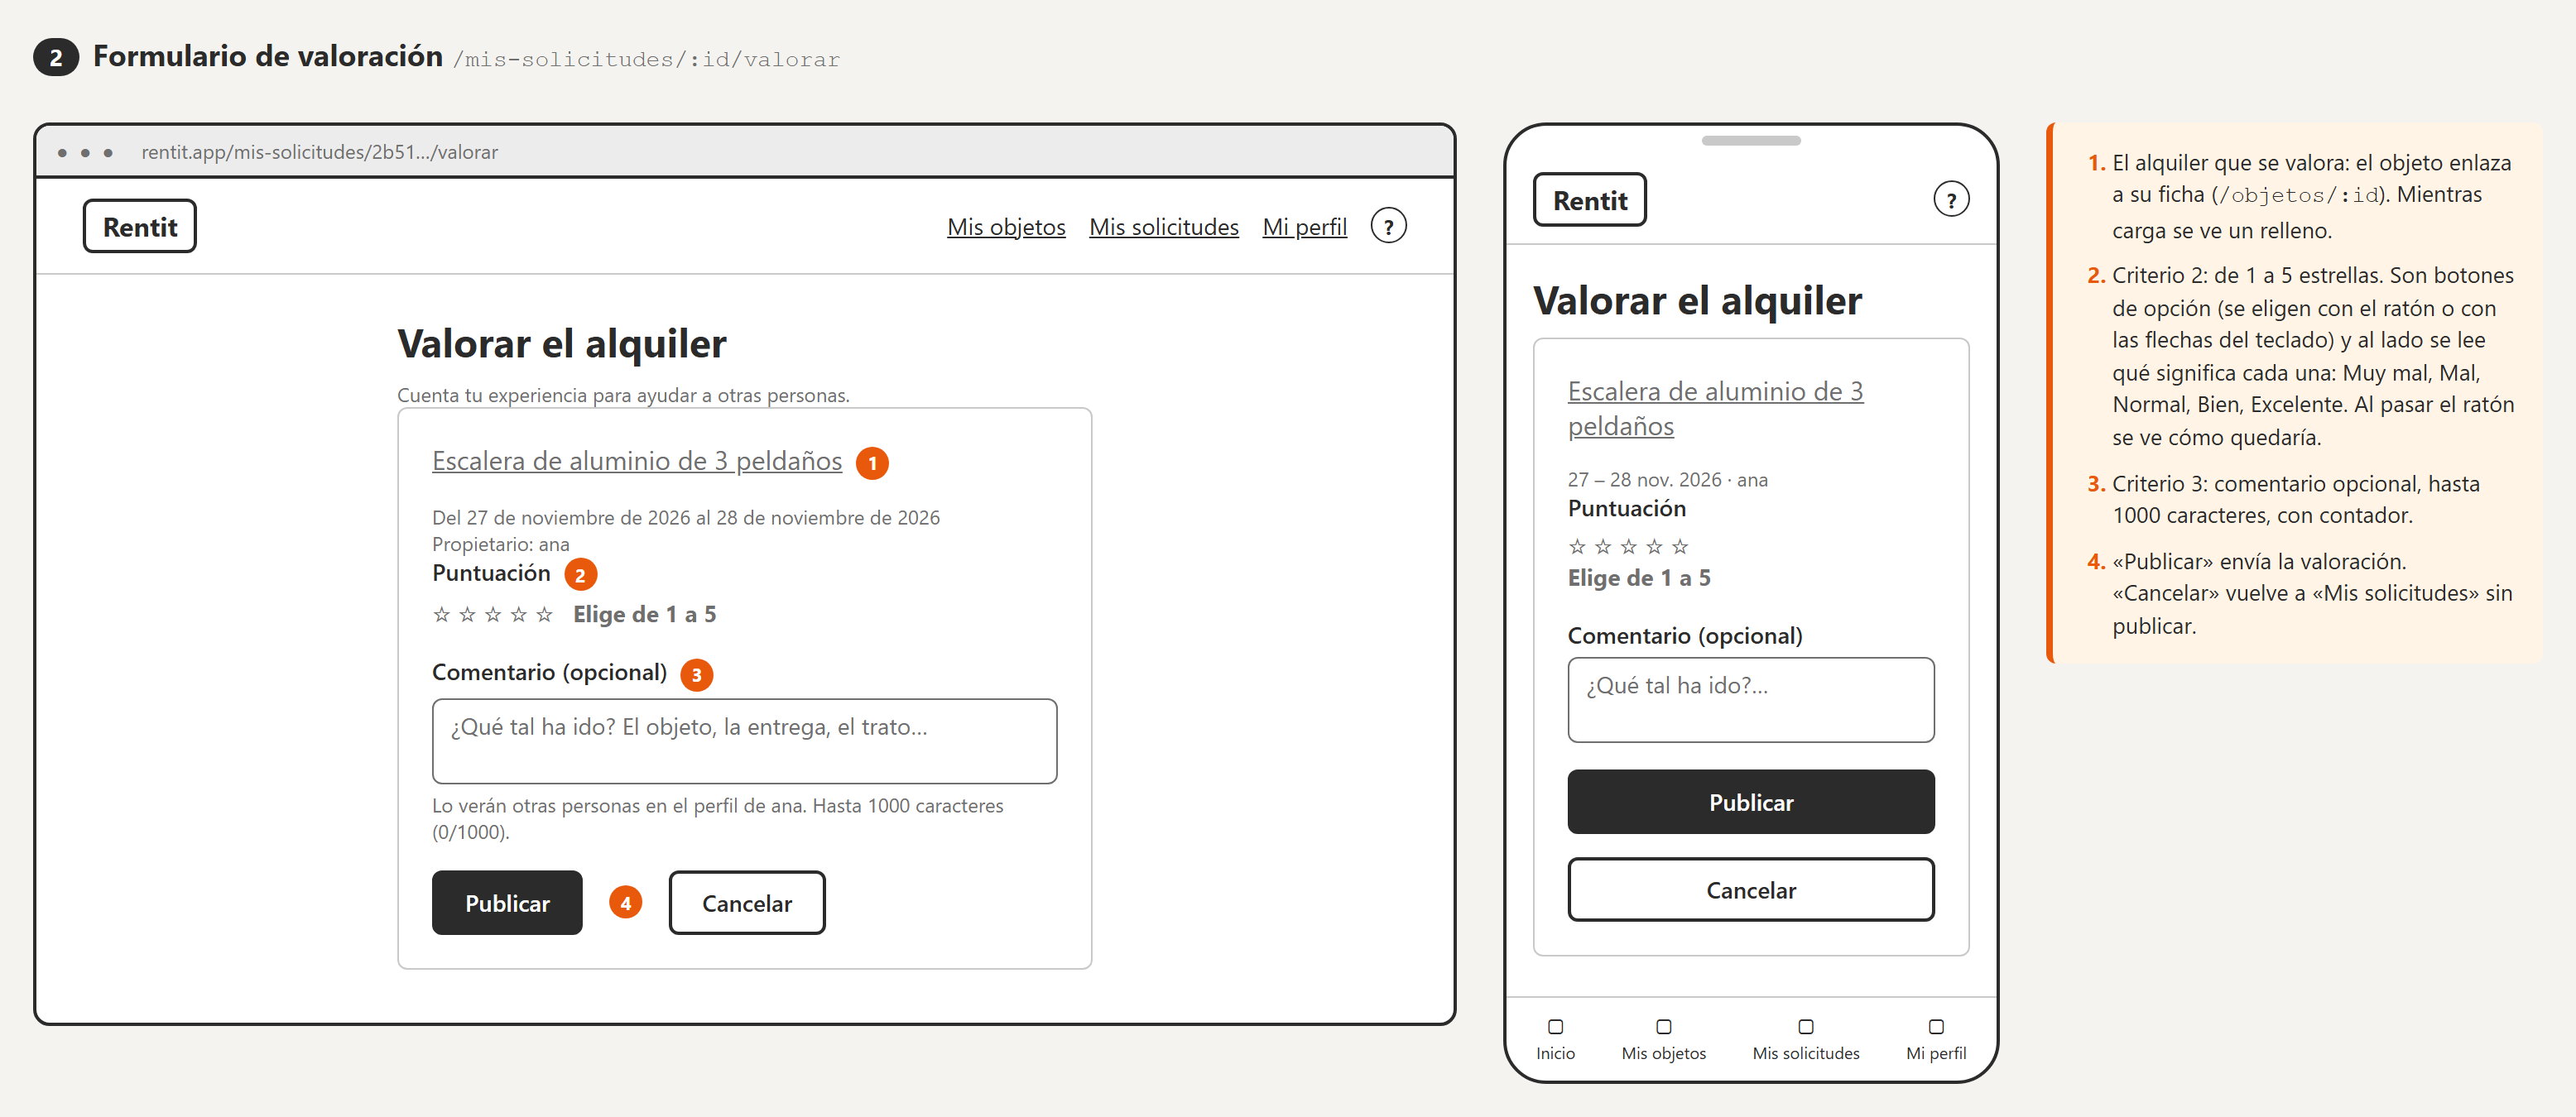 2 Formulario de valoración /mis-solicitudes/:id/valorar
rentit.app/mis-solicitudes/2b51.../valorar
Rentit
Mis objetos Mis solicitudes Mi perfil ?
Valorar el alquiler
Cuenta tu experiencia para ayudar a otras personas.
Escalera de aluminio de 3 peldaños 1
Del 27 de noviembre de 2026 al 28 de noviembre de 2026
Propietario: ana
Puntuación 2
☆ ☆ ☆ ☆ ☆ Elige de 1 a 5
Comentario (opcional) 3
¿Qué tal ha ido? El objeto, la entrega, el trato...
Lo verán otras personas en el perfil de ana. Hasta 1000 caracteres
(0/1000).
Publicar 4 Cancelar
Rentit ?
Valorar el alquiler
Escalera de aluminio de 3
peldaños
27 – 28 nov. 2026 · ana
Puntuación
☆ ☆ ☆ ☆ ☆
Elige de 1 a 5
Comentario (opcional)
¿Qué tal ha ido?...
Publicar
Cancelar
Inicio Mis objetos Mis solicitudes Mi perfil
1. El alquiler que se valora: el objeto enlaza
a su ficha (/objetos/:id). Mientras
carga se ve un relleno.
2. Criterio 2: de 1 a 5 estrellas. Son botones
de opción (se eligen con el ratón o con
las flechas del teclado) y al lado se lee
qué significa cada una: Muy mal, Mal,
Normal, Bien, Excelente. Al pasar el ratón
se ve cómo quedaría.
3. Criterio 3: comentario opcional, hasta
1000 caracteres, con contador.
4. «Publicar» envía la valoración.
«Cancelar» vuelve a «Mis solicitudes» sin
publicar.